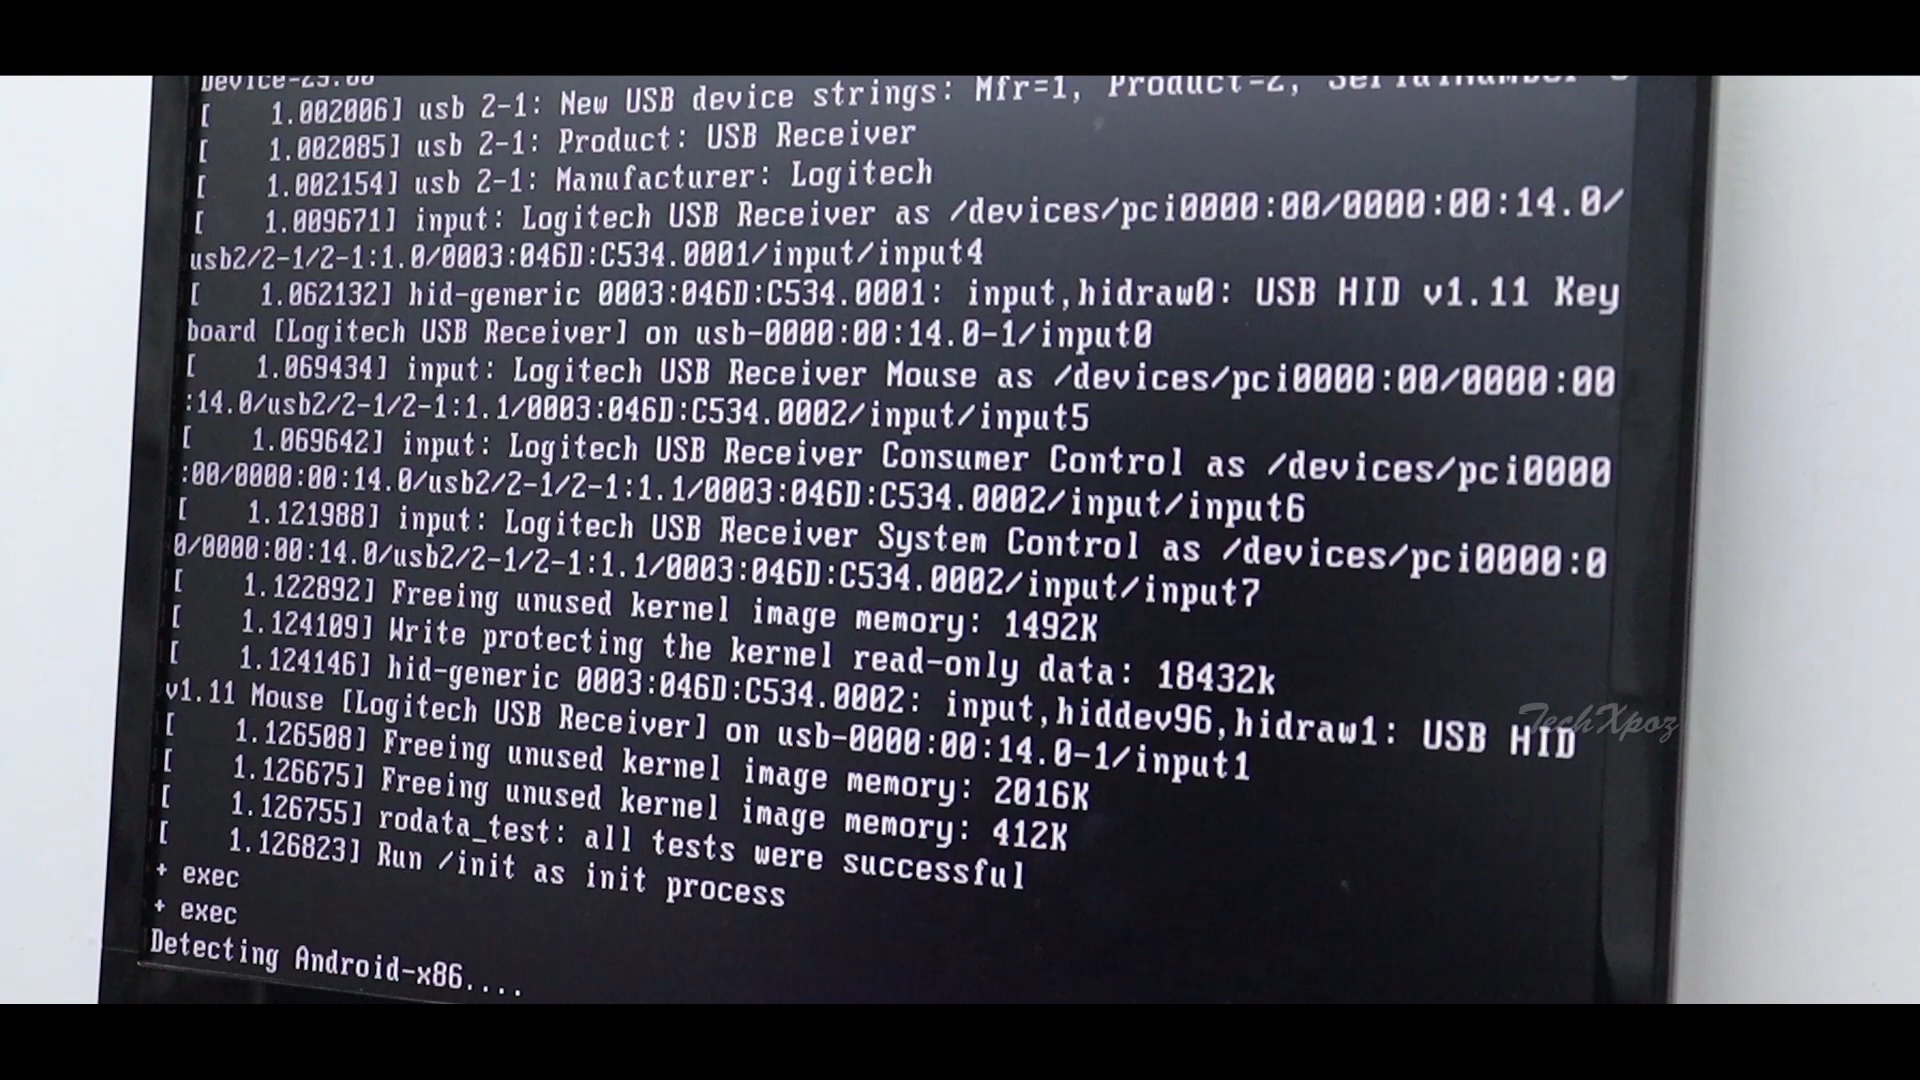 Device=29.00
[    1.002006] usb 2-1: New USB device strings: Mfr=1, Product=2, SerialNumber
[    1.002085] usb 2-1: Product: USB Receiver
[    1.002154] usb 2-1: Manufacturer: Logitech
[    1.009671] input: Logitech USB Receiver as /devices/pci0000:00/0000:00:14.0/
usb2/2-1/2-1:1.0/0003:046D:C534.0001/input/input4
[    1.062132] hid-generic 0003:046D:C534.0001: input,hidraw0: USB HID v1.11 Key
board [Logitech USB Receiver] on usb-0000:00:14.0-1/input0
[    1.069434] input: Logitech USB Receiver Mouse as /devices/pci0000:00/0000:00
:14.0/usb2/2-1/2-1:1.1/0003:046D:C534.0002/input/input5
[    1.069642] input: Logitech USB Receiver Consumer Control as /devices/pci0000
:00/0000:00:14.0/usb2/2-1/2-1:1.1/0003:046D:C534.0002/input/input6
[    1.121988] input: Logitech USB Receiver System Control as /devices/pci0000:0
0/0000:00:14.0/usb2/2-1/2-1:1.1/0003:046D:C534.0002/input/input7
[    1.122892] Freeing unused kernel image memory: 1492K
[    1.124109] Write protecting the kernel read-only data: 18432k
[    1.124146] hid-generic 0003:046D:C534.0002: input,hiddev96,hidraw1: USB HID
v1.11 Mouse [Logitech USB Receiver] on usb-0000:00:14.0-1/input1
[    1.126508] Freeing unused kernel image memory: 2016K
[    1.126675] Freeing unused kernel image memory: 412K
[    1.126755] rodata_test: all tests were successful
[    1.126823] Run /init as init process
+ exec
+ exec
Detecting Android-x86....
TechXpoz